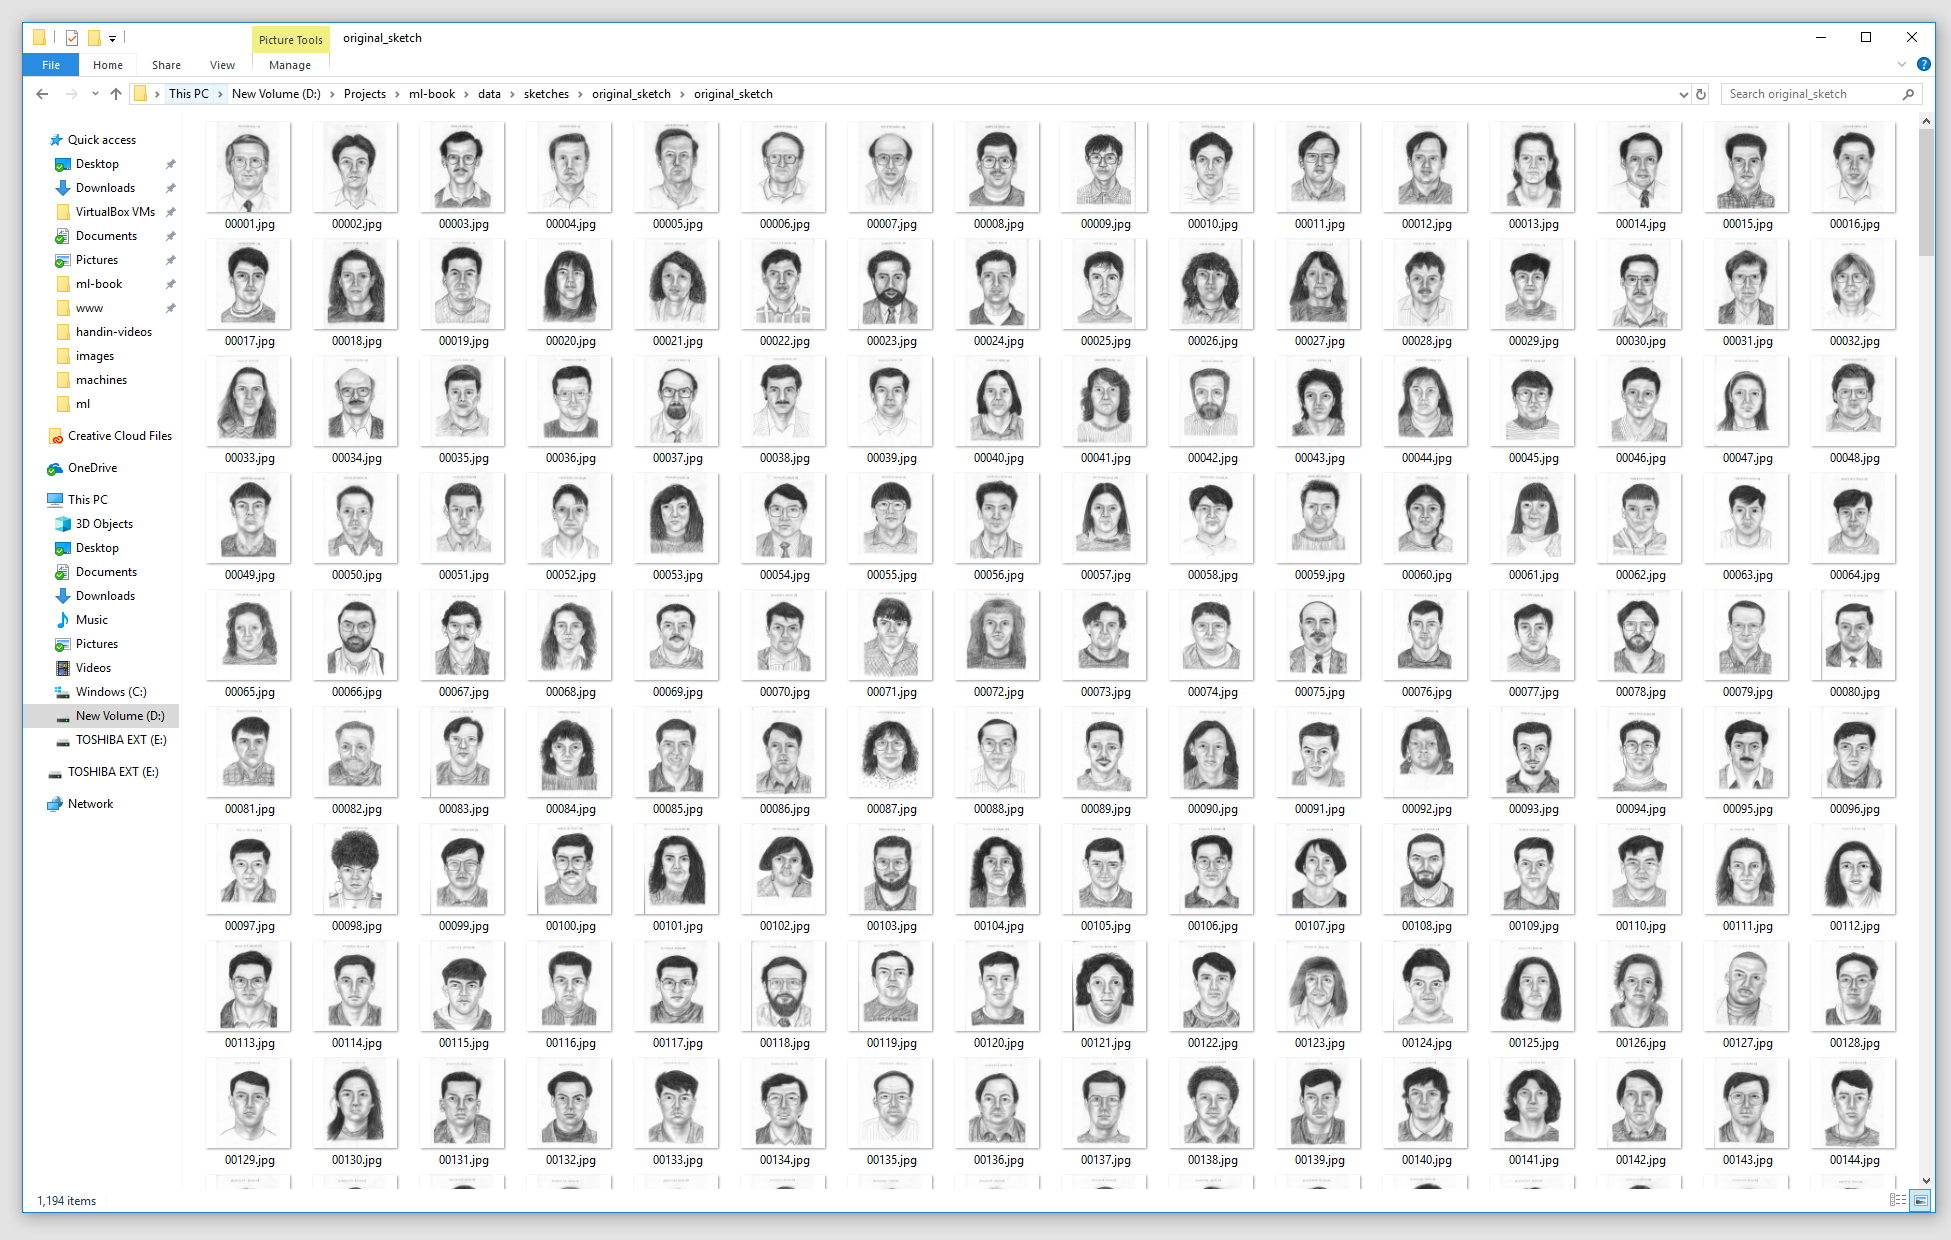 Picture Tools original_sketch
File Home Share View Manage
This PC New Volume (D:) Projects ml-book data sketches original_sketch original_sketch Search original_sketch
Quick access
Desktop
Downloads
VirtualBox VMs
Documents
Pictures
ml-book
www
handin-videos
images
machines
ml
Creative Cloud Files
OneDrive
This PC
3D Objects
Desktop
Documents
Downloads
Music
Pictures
Videos
Windows (C:)
New Volume (D:)
TOSHIBA EXT (E:)
TOSHIBA EXT (E:)
Network
00001.jpg 00002.jpg 00003.jpg 00004.jpg 00005.jpg 00006.jpg 00007.jpg 00008.jpg 00009.jpg 00010.jpg 00011.jpg 00012.jpg 00013.jpg 00014.jpg 00015.jpg 00016.jpg
00017.jpg 00018.jpg 00019.jpg 00020.jpg 00021.jpg 00022.jpg 00023.jpg 00024.jpg 00025.jpg 00026.jpg 00027.jpg 00028.jpg 00029.jpg 00030.jpg 00031.jpg 00032.jpg
00033.jpg 00034.jpg 00035.jpg 00036.jpg 00037.jpg 00038.jpg 00039.jpg 00040.jpg 00041.jpg 00042.jpg 00043.jpg 00044.jpg 00045.jpg 00046.jpg 00047.jpg 00048.jpg
00049.jpg 00050.jpg 00051.jpg 00052.jpg 00053.jpg 00054.jpg 00055.jpg 00056.jpg 00057.jpg 00058.jpg 00059.jpg 00060.jpg 00061.jpg 00062.jpg 00063.jpg 00064.jpg
00065.jpg 00066.jpg 00067.jpg 00068.jpg 00069.jpg 00070.jpg 00071.jpg 00072.jpg 00073.jpg 00074.jpg 00075.jpg 00076.jpg 00077.jpg 00078.jpg 00079.jpg 00080.jpg
00081.jpg 00082.jpg 00083.jpg 00084.jpg 00085.jpg 00086.jpg 00087.jpg 00088.jpg 00089.jpg 00090.jpg 00091.jpg 00092.jpg 00093.jpg 00094.jpg 00095.jpg 00096.jpg
00097.jpg 00098.jpg 00099.jpg 00100.jpg 00101.jpg 00102.jpg 00103.jpg 00104.jpg 00105.jpg 00106.jpg 00107.jpg 00108.jpg 00109.jpg 00110.jpg 00111.jpg 00112.jpg
00113.jpg 00114.jpg 00115.jpg 00116.jpg 00117.jpg 00118.jpg 00119.jpg 00120.jpg 00121.jpg 00122.jpg 00123.jpg 00124.jpg 00125.jpg 00126.jpg 00127.jpg 00128.jpg
00129.jpg 00130.jpg 00131.jpg 00132.jpg 00133.jpg 00134.jpg 00135.jpg 00136.jpg 00137.jpg 00138.jpg 00139.jpg 00140.jpg 00141.jpg 00142.jpg 00143.jpg 00144.jpg
1,194 items